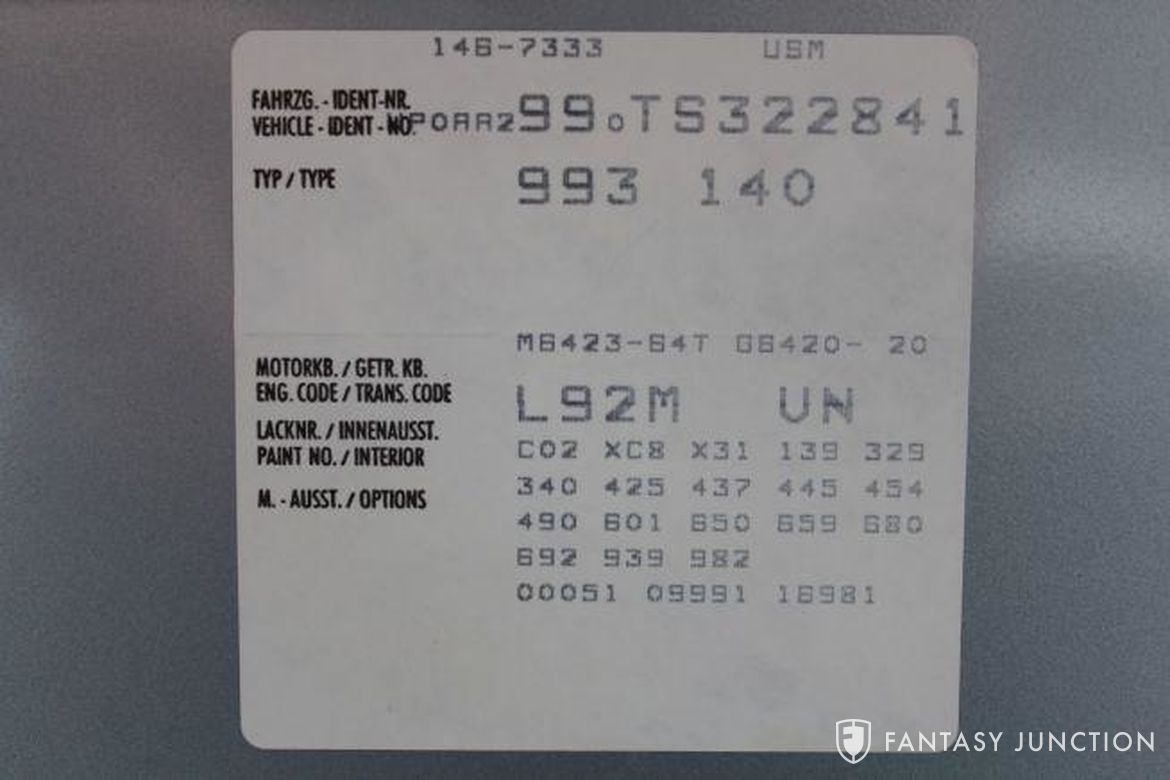 146-7333 USM
FAHRZG. - IDENT-NR.
VEHICLE - IDENT - NO. WP0AA299oTS322841
TYP / TYPE 993 140
M6423-64T G6420- 20
MOTORKB. / GETR. KB.
ENG. CODE / TRANS. CODE L92M UN
LACKNR. / INNENAUSST.
PAINT NO. / INTERIOR C02 XC8 X31 139 329
M. - AUSST. / OPTIONS 340 425 437 445 454
490 601 650 659 680
692 939 982
00051 09991 16981
FANTASY JUNCTION